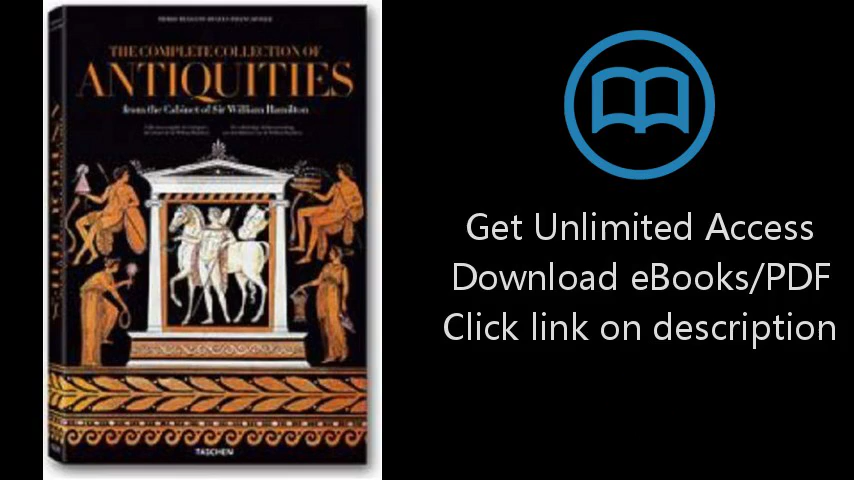 THE COMPLETE COLLECTION OF
ANTIQUITIES
from the Cabinet of Sir William Hamilton
TASCHEN
Get Unlimited Access
Download eBooks/PDF
Click link on description